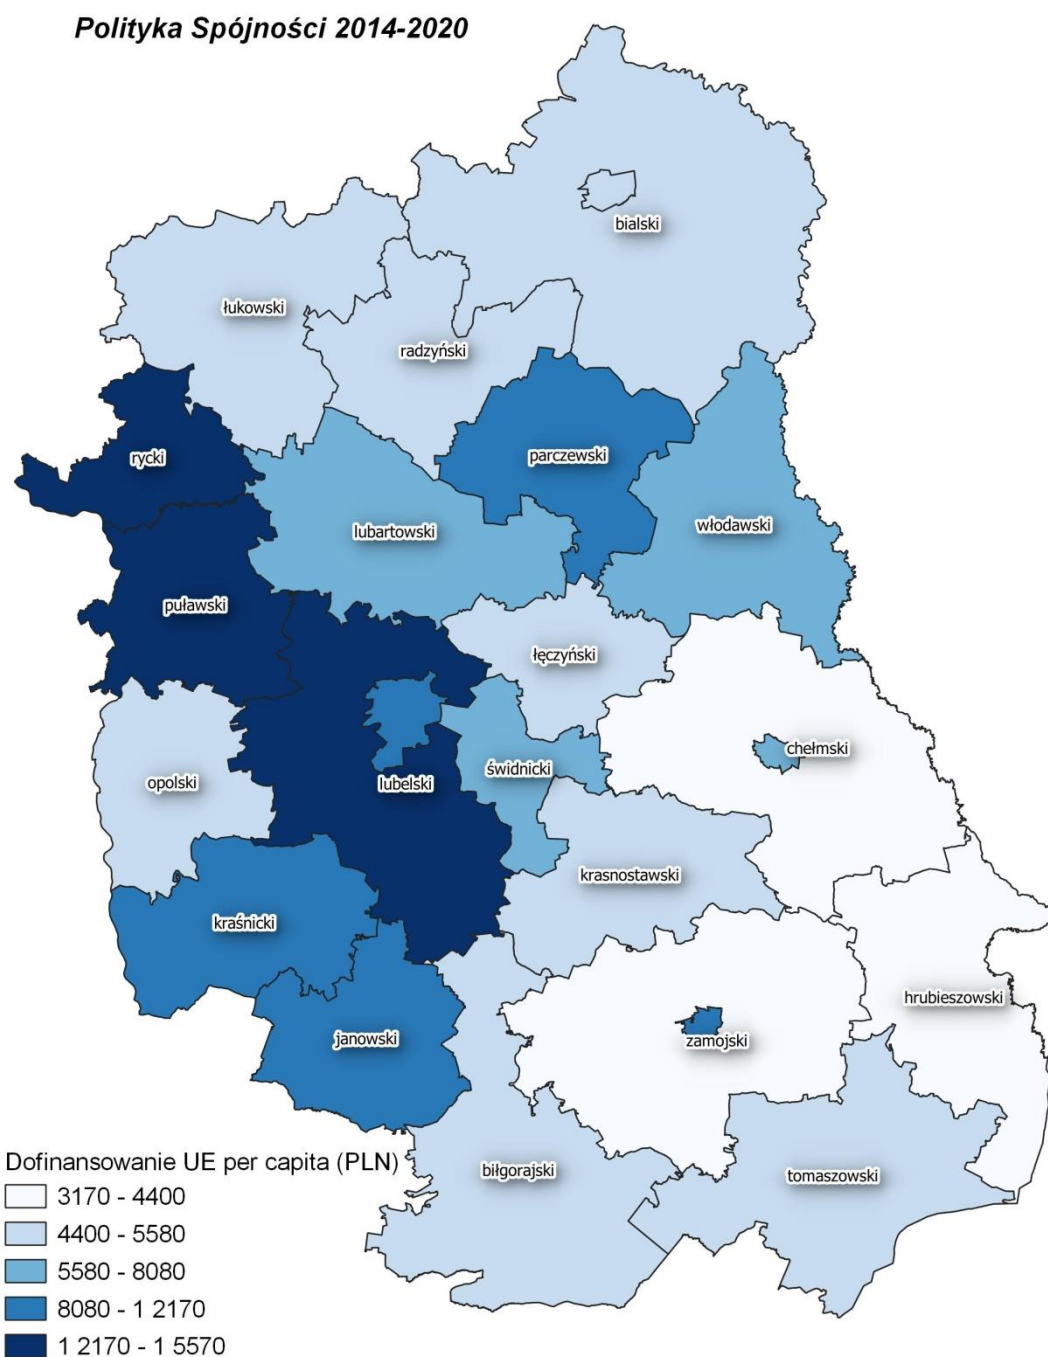 Polityka Spójności 2014-2020
bialski
łukowski
radzyński
rycki
parczewski
lubartowski
włodawski
puławski
łęczyński
chełmski
świdnicki
opolski
lubelski
krasnostawski
kraśnicki
hrubieszowski
janowski
zamojski
biłgorajski
tomaszowski
Dofinansowanie UE per capita (PLN)
3170 - 4400
4400 - 5580
5580 - 8080
8080 - 1 2170
1 2170 - 1 5570